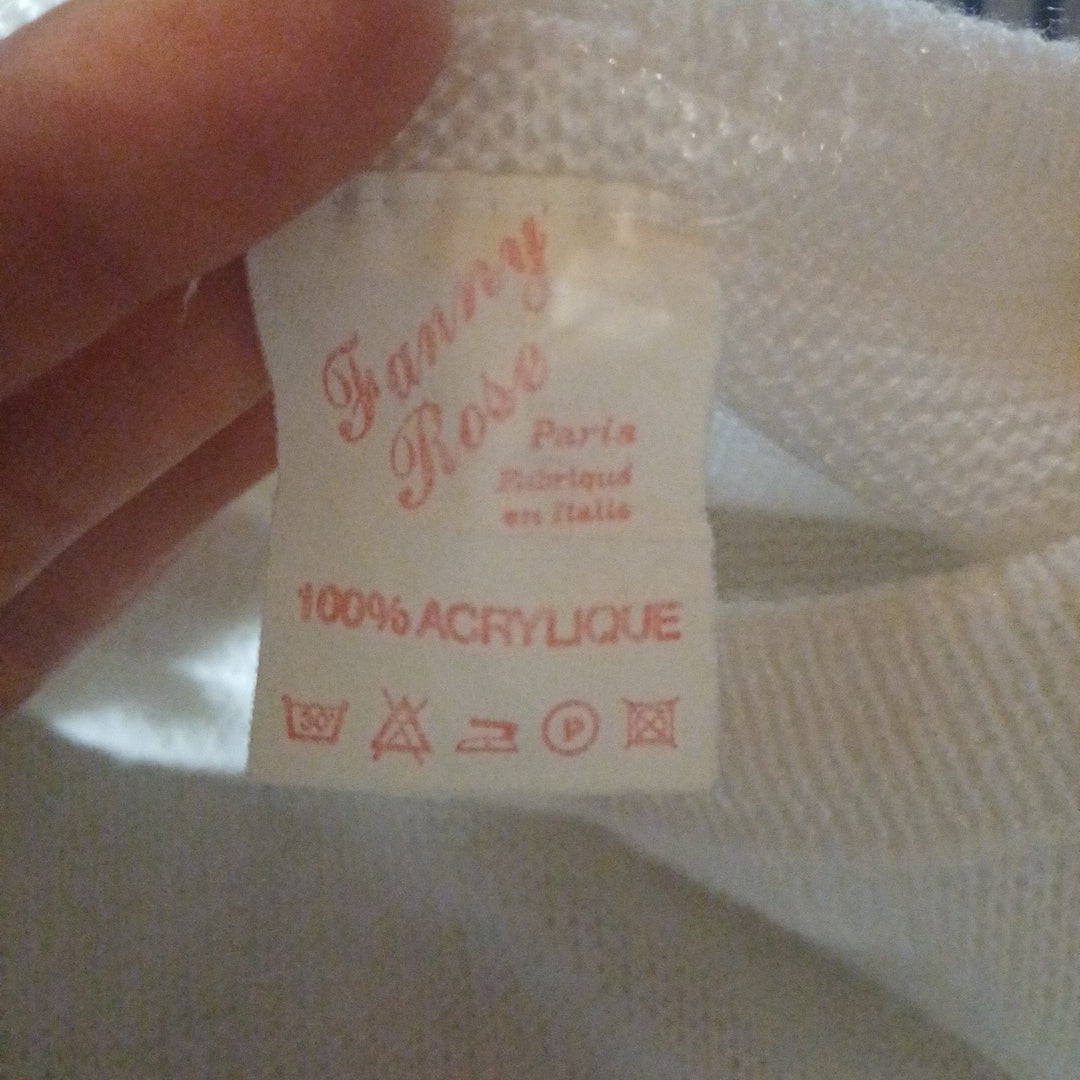 Fanny
Rose
Paris
Fabriqué
en Italie
100% ACRYLIQUE
30°
P